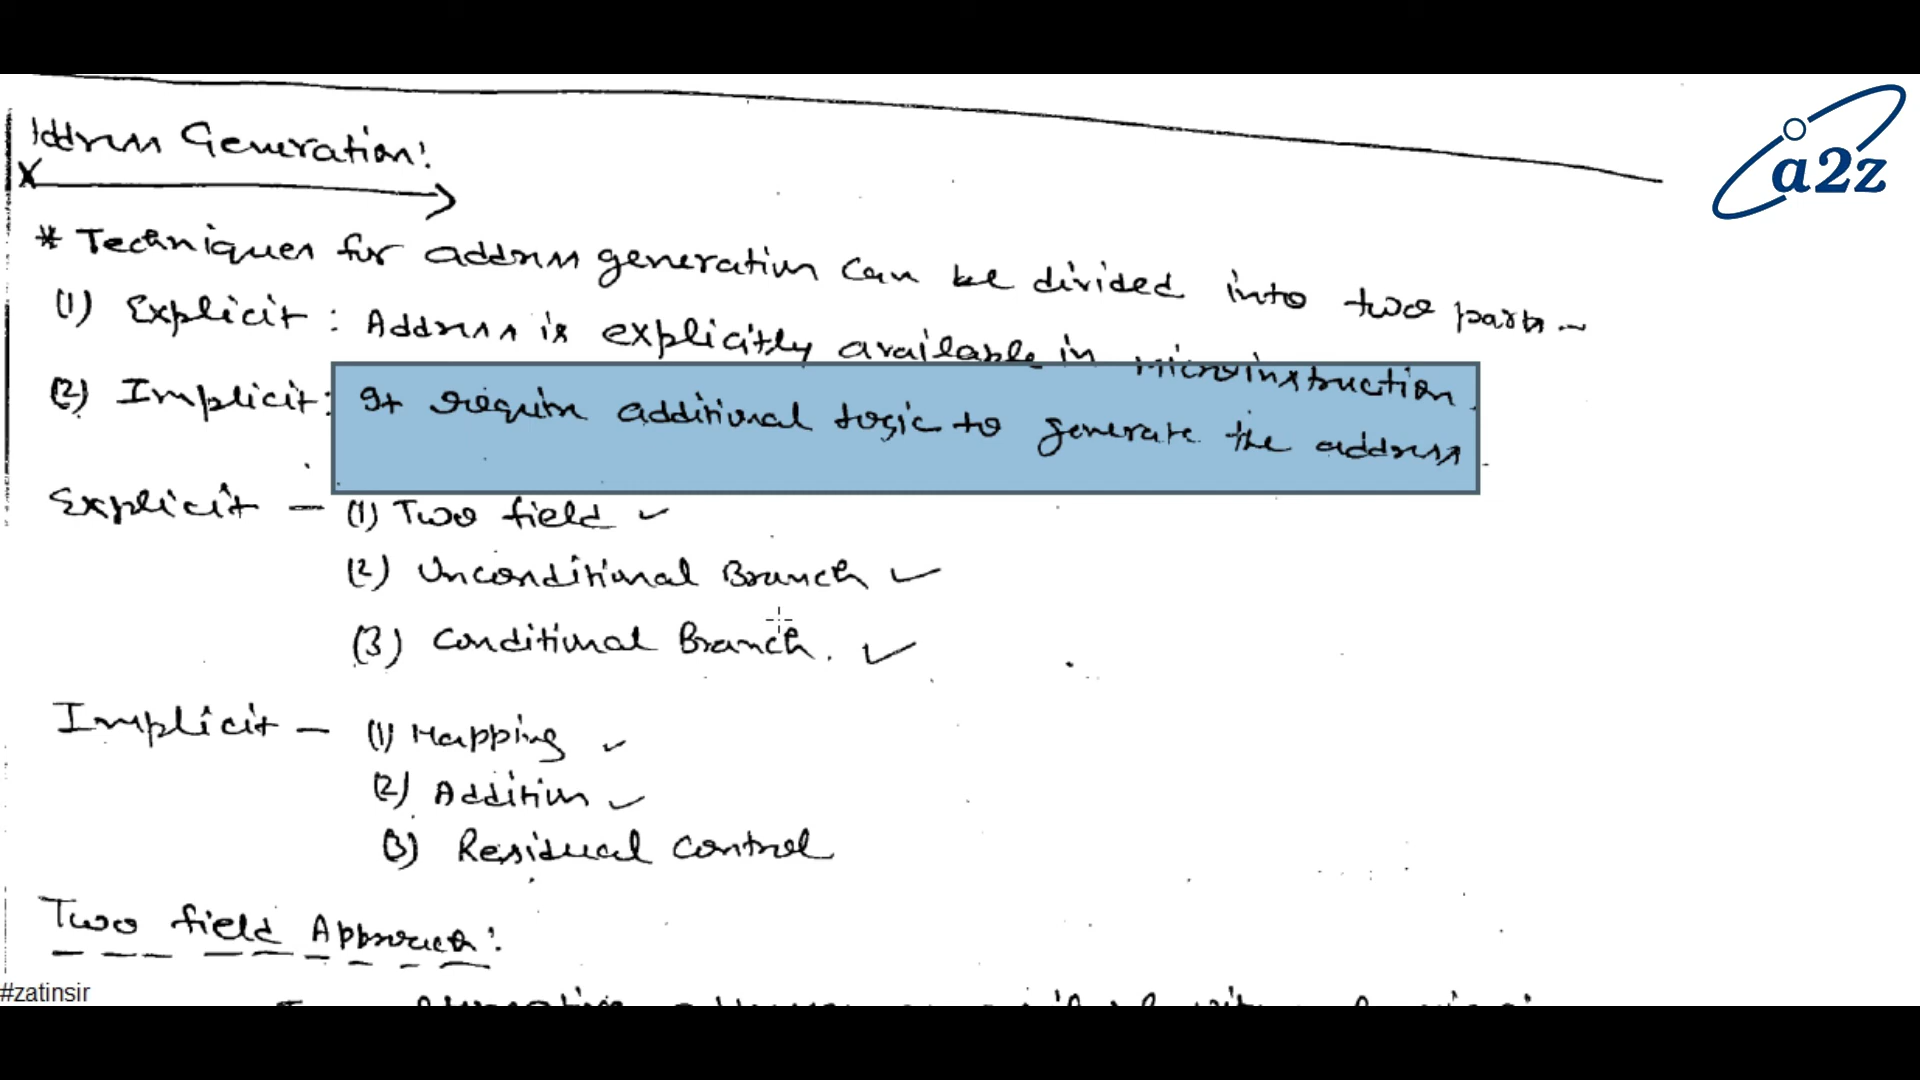 a2z
Address Generation:
* Techniques for address generation can be divided into two parts -
(1) Explicit : Address is explicitly available in microinstruction.
(2) Implicit : It require additional logic to generate the address
Explicit - (1) Two field ✓
(2) Unconditional Branch ✓
(3) Conditional Branch. ✓
Implicit - (1) Mapping ✓
(2) Addition ✓
(3) Residual control
Two field Approach:
#zatinsir